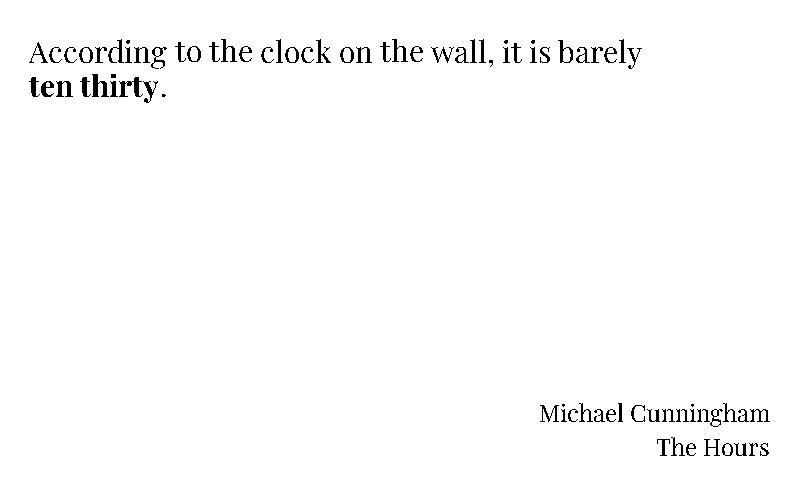 According to the clock on the wall, it is barely
ten thirty.
Michael Cunningham
The Hours